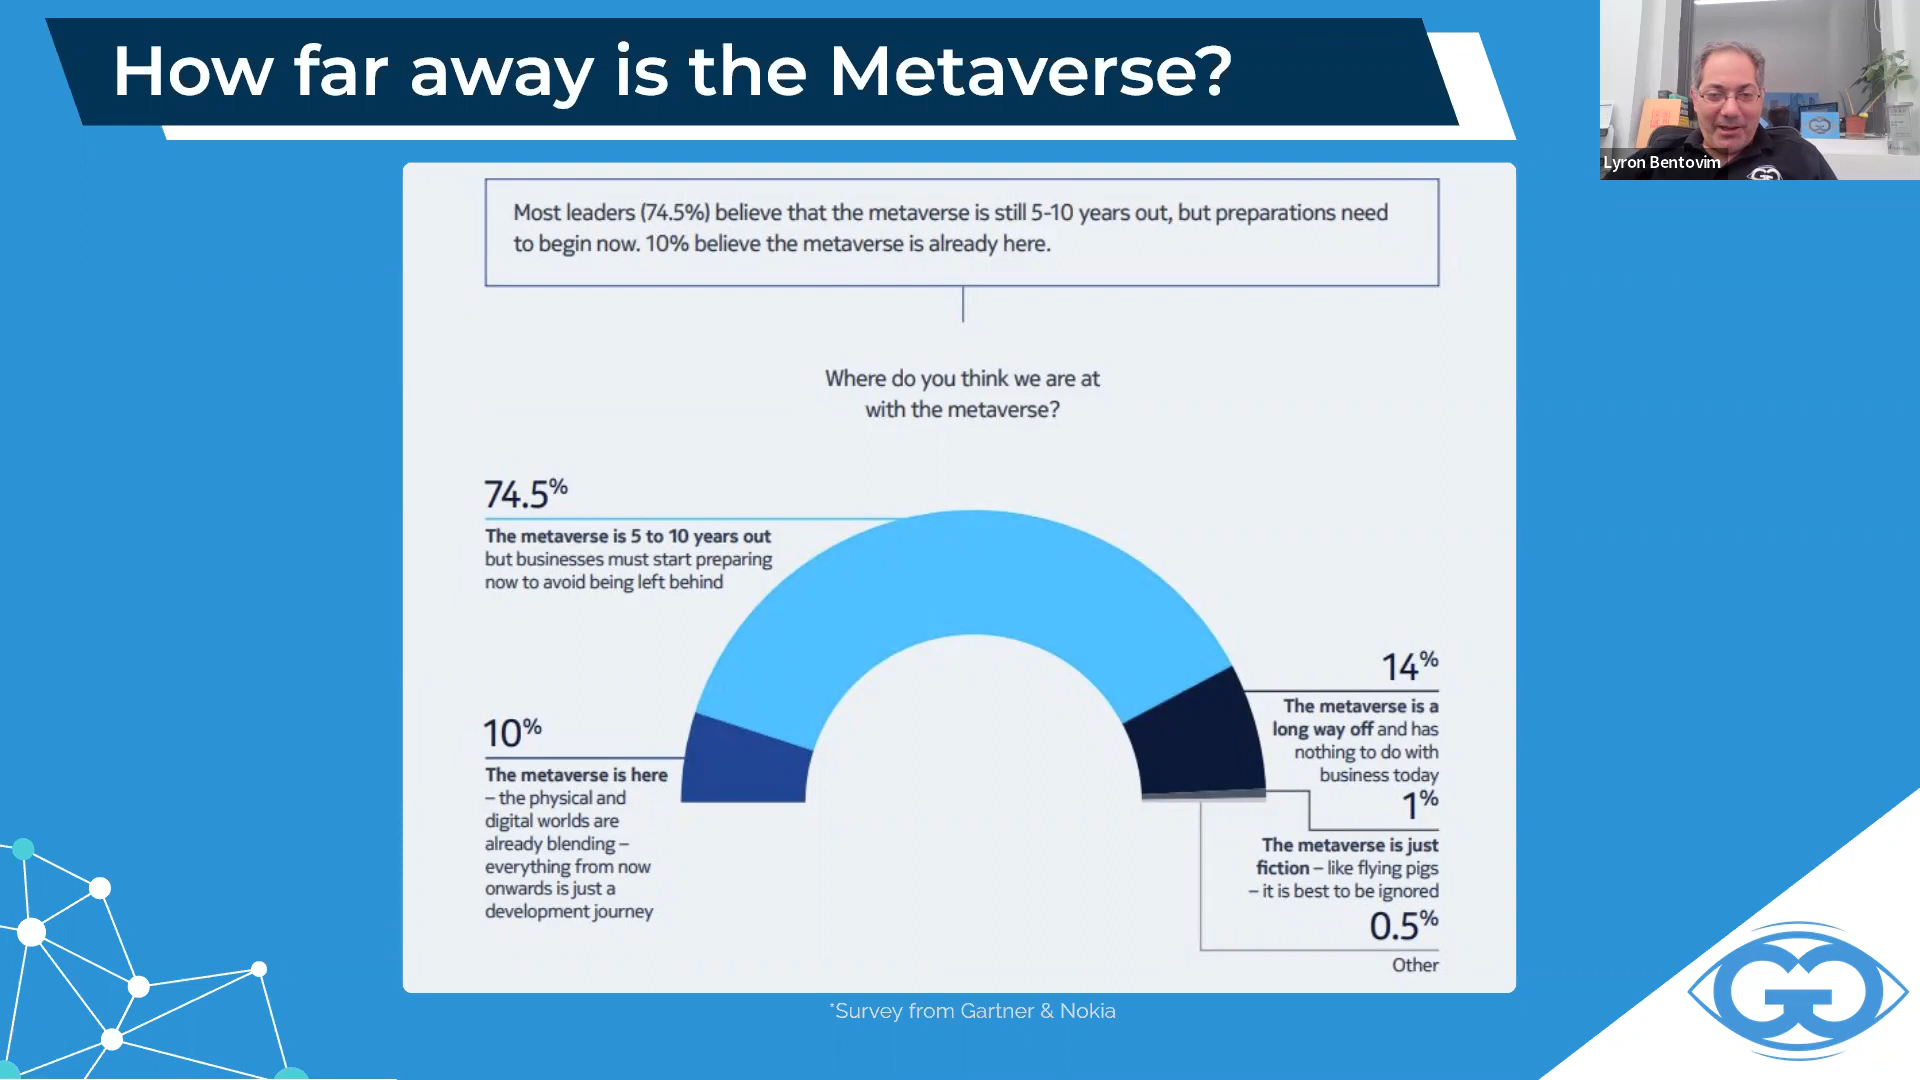 How far away is the Metaverse?
Lyron Bentovim
Most leaders (74.5%) believe that the metaverse is still 5-10 years out, but preparations need
to begin now. 10% believe the metaverse is already here.
Where do you think we are at
with the metaverse?
74.5%
The metaverse is 5 to 10 years out
but businesses must start preparing
now to avoid being left behind
10%
The metaverse is here
– the physical and
digital worlds are
already blending –
everything from now
onwards is just a
development journey
14%
The metaverse is a
long way off and has
nothing to do with
business today
1%
The metaverse is just
fiction – like flying pigs
– it is best to be ignored
0.5%
Other
*Survey from Gartner & Nokia